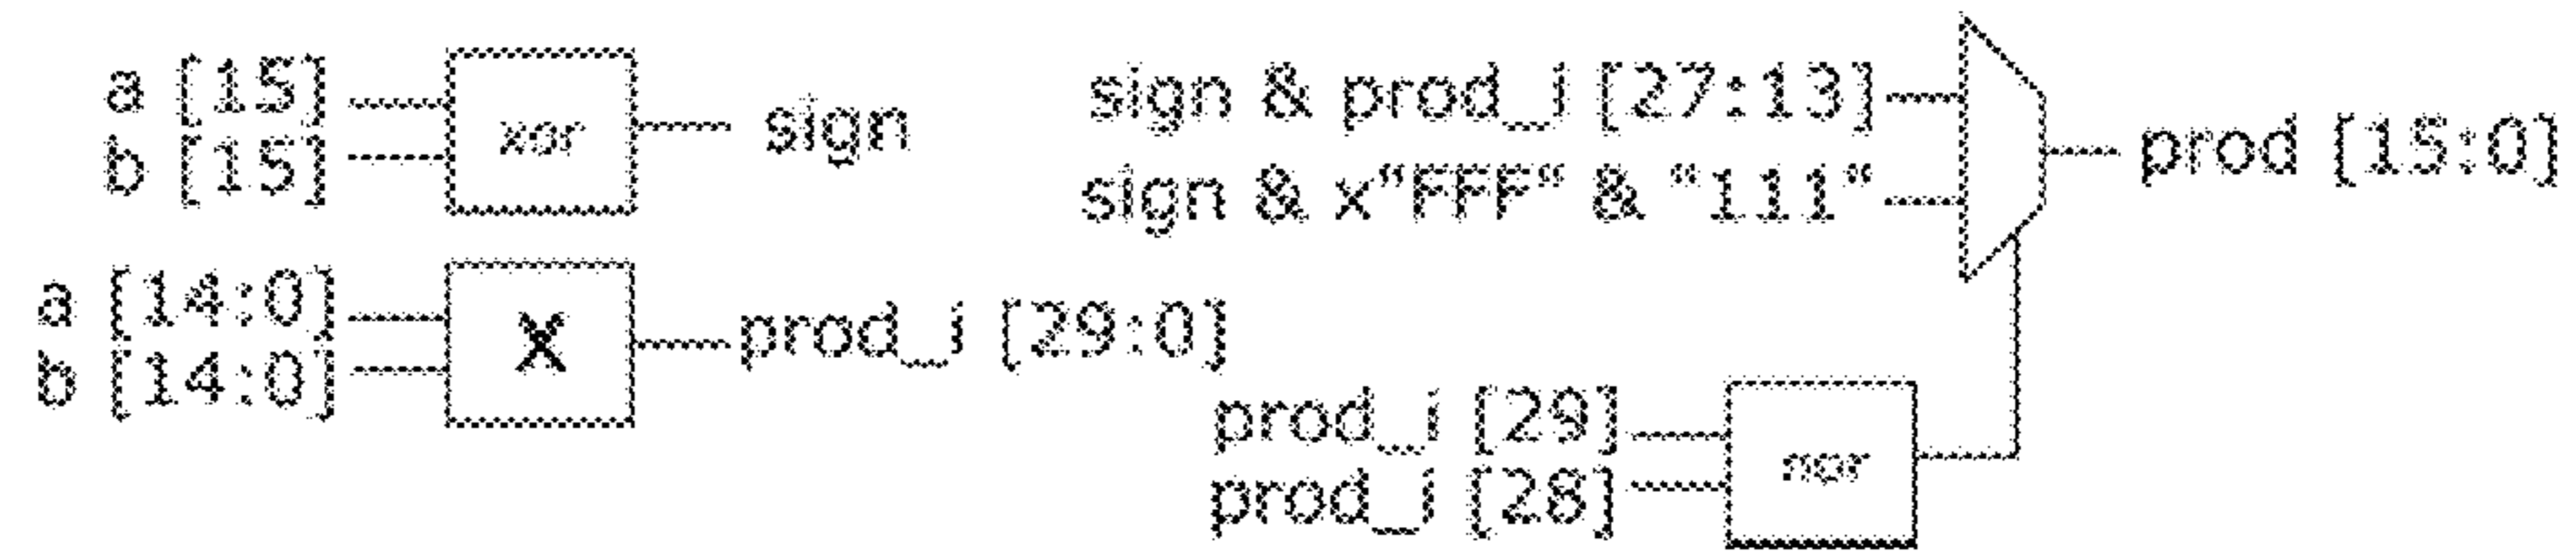 a [15]
b [15]
xor
sign
a [14:0]
b [14:0]
X
prod_i [29:0]
sign & prod_i [27:13]
sign & x"FFF" & "111"
prod [15:0]
prod_i [29]
prod_i [28]
nor